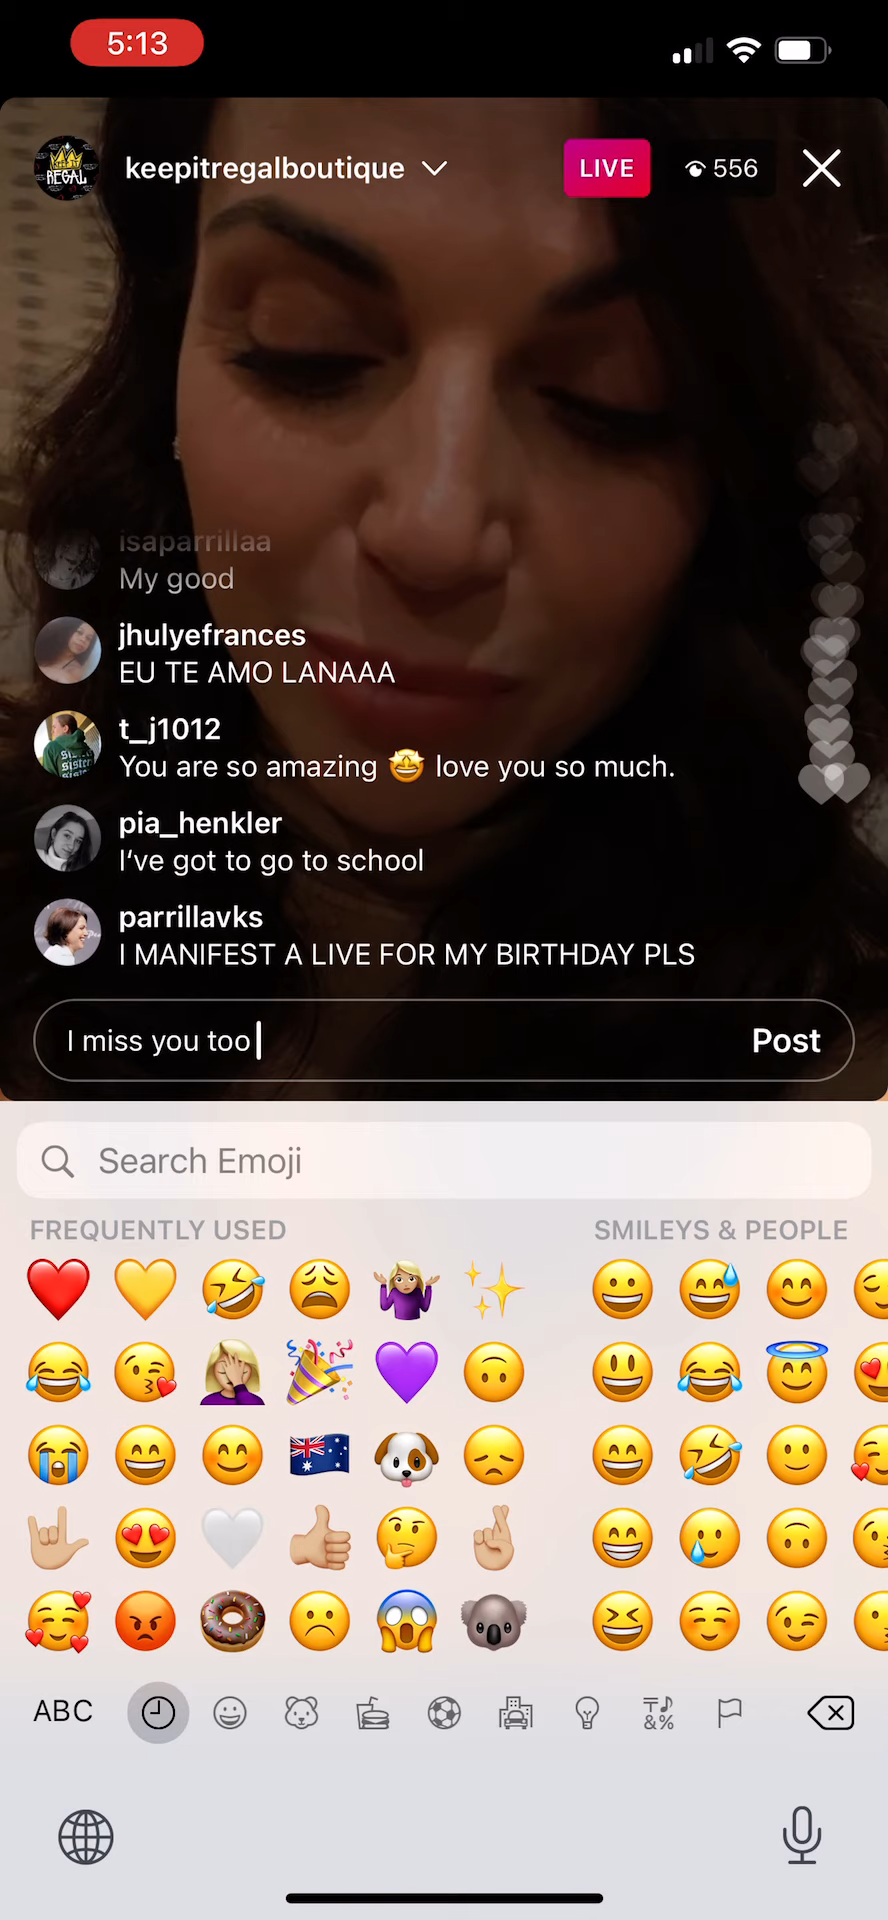 5:13
REGAL
keepitregalboutique
LIVE
556
isaparrillaa
My good
jhulyefrances
EU TE AMO LANAAA
t_j1012
You are so amazing 🤩 love you so much.
pia_henkler
I've got to go to school
parrillavks
I MANIFEST A LIVE FOR MY BIRTHDAY PLS
I miss you too
Post
Search Emoji
FREQUENTLY USED
SMILEYS & PEOPLE
ABC